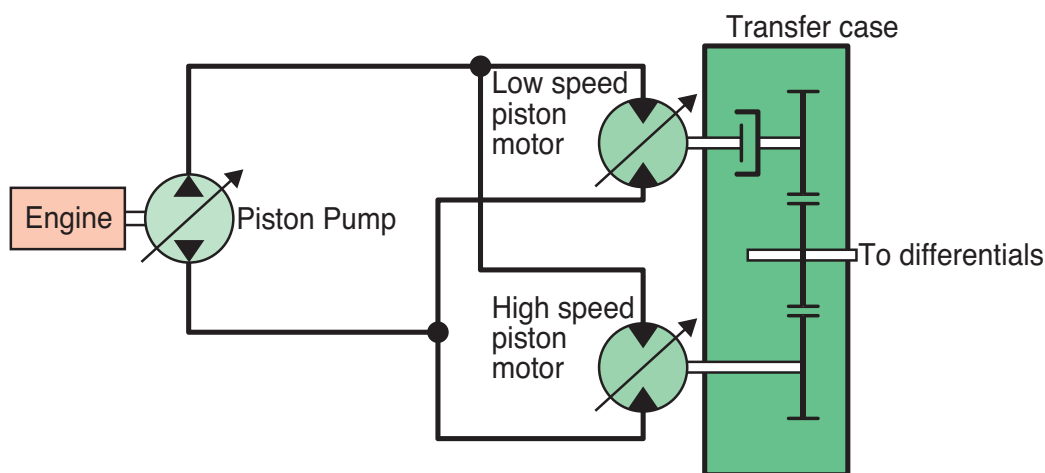 Transfer case
Low speed
piston
motor
Engine
Piston Pump
To differentials
High speed
piston
motor